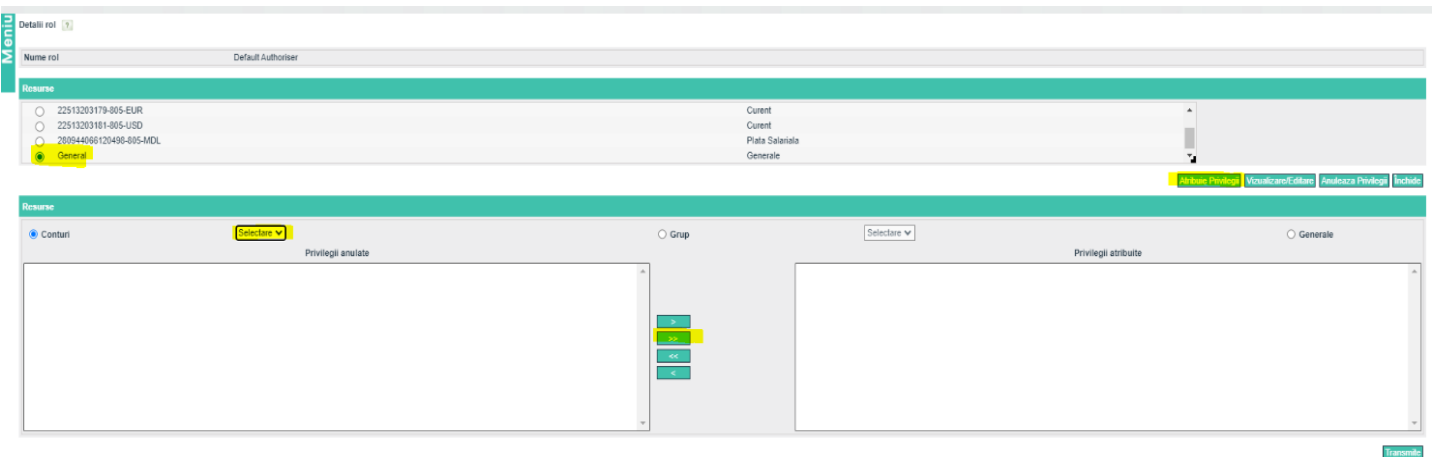 Meniu
Detalii rol 1
Nume rol Default Authoriser
Resurse
22513203179-805-EUR Curent
22513203181-805-USD Curent
280944066120498-805-MDL Plata Salariala
General Generale
Atribuie Privilegii Vizualizare/Editare Anuleaza Privilegii Închide
Resurse
Conturi Selectare Grup Selectare Generale
Privilegii anulate Privilegii atribuite
>
>>
<<
<
Transmite